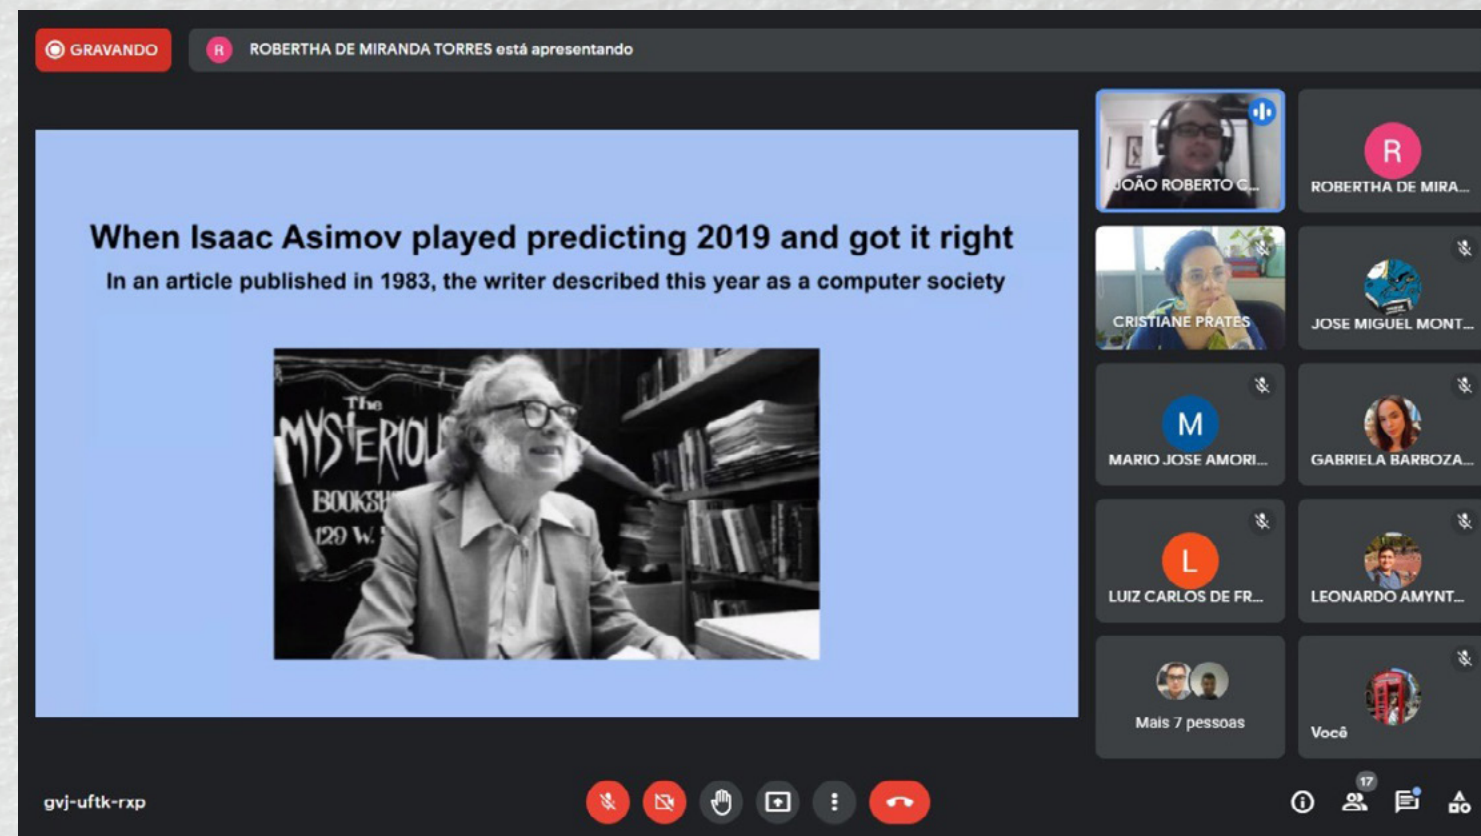 GRAVANDO
R
ROBERTHA DE MIRANDA TORRES está apresentando
When Isaac Asimov played predicting 2019 and got it right
In an article published in 1983, the writer described this year as a computer society
The
MYSTERIOU
BOOKSH
129 W.
JOÃO ROBERTO C...
R
ROBERTHA DE MIRA...
CRISTIANE PRATES
JOSE MIGUEL MONT...
M
MARIO JOSE AMORI...
GABRIELA BARBOZA...
L
LUIZ CARLOS DE FR...
LEONARDO AMYNT...
Mais 7 pessoas
Você
gvj-uftk-rxp
17